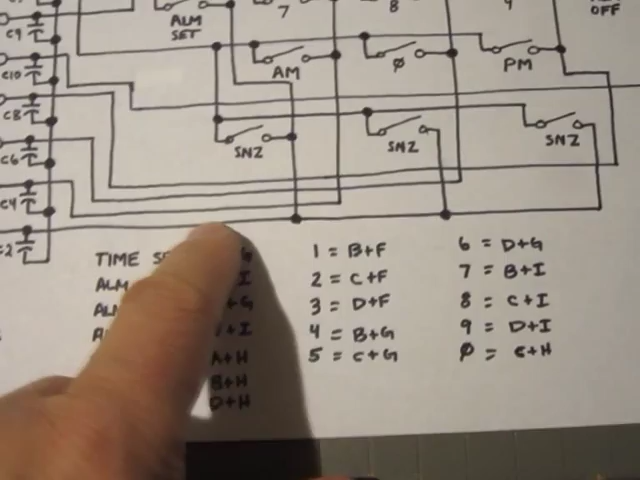 C9
ALM
SET
7
8
9
OFF
C10
AM
Ø
PM
C8
SNZ
SNZ
SNZ
C6
C4
2
TIME S G
1 = B+F
6 = D+G
I
2 = C+F
7 = B+I
+G
3 = D+F
8 = C+I
+I
4 = B+G
9 = D+I
A+H
5 = C+G
Ø = C+H
B+H
D+H